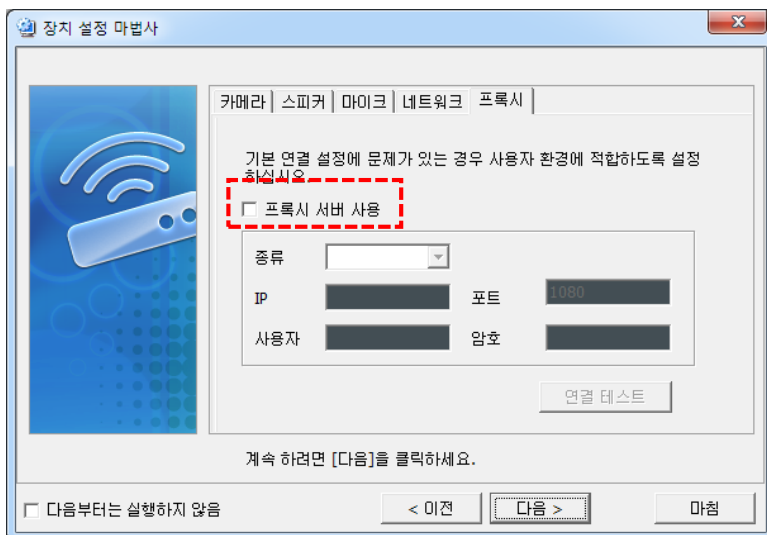 장치 설정 마법사
카메라 스피커 마이크 네트워크 프록시
기본 연결 설정에 문제가 있는 경우 사용자 환경에 적합하도록 설정
하십시오.
프록시 서버 사용
종류
IP 포트 1080
사용자 암호
연결 테스트
계속 하려면 [다음]을 클릭하세요.
다음부터는 실행하지 않음 < 이전 다음 > 마침